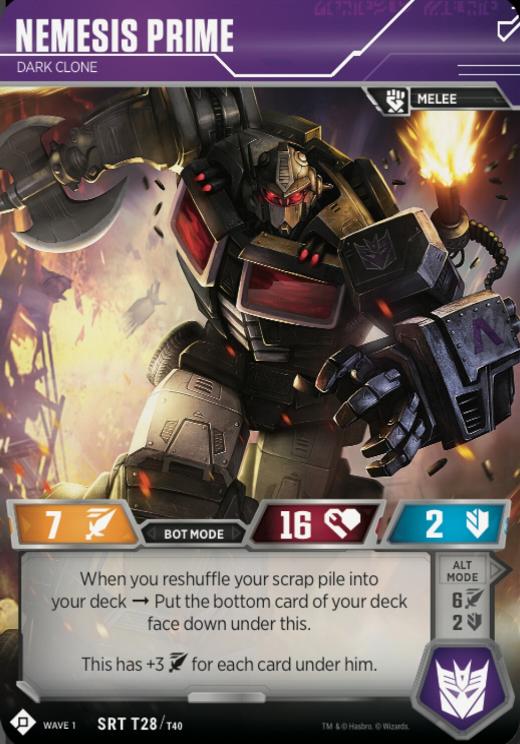 NEMESIS PRIME
DARK CLONE
MELEE
7
BOT MODE
16
2
When you reshuffle your scrap pile into
your deck → Put the bottom card of your deck
face down under this.
This has +3 for each card under him.
ALT
MODE
6
2
WAVE 1
SRT T28/T40
TM & © Hasbro. © Wizards.